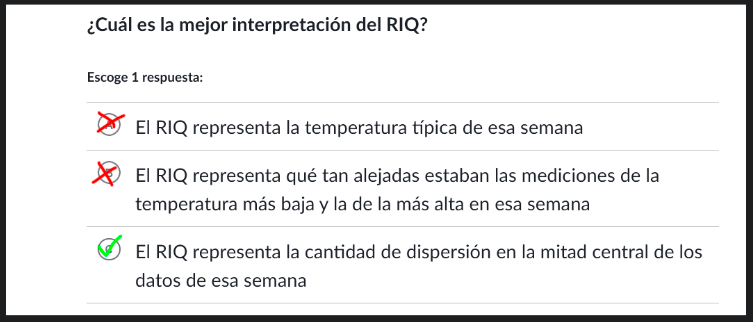 ¿Cuál es la mejor interpretación del RIQ?
Escoge 1 respuesta:
El RIQ representa la temperatura típica de esa semana
El RIQ representa qué tan alejadas estaban las mediciones de la
temperatura más baja y la de la más alta en esa semana
El RIQ representa la cantidad de dispersión en la mitad central de los
datos de esa semana